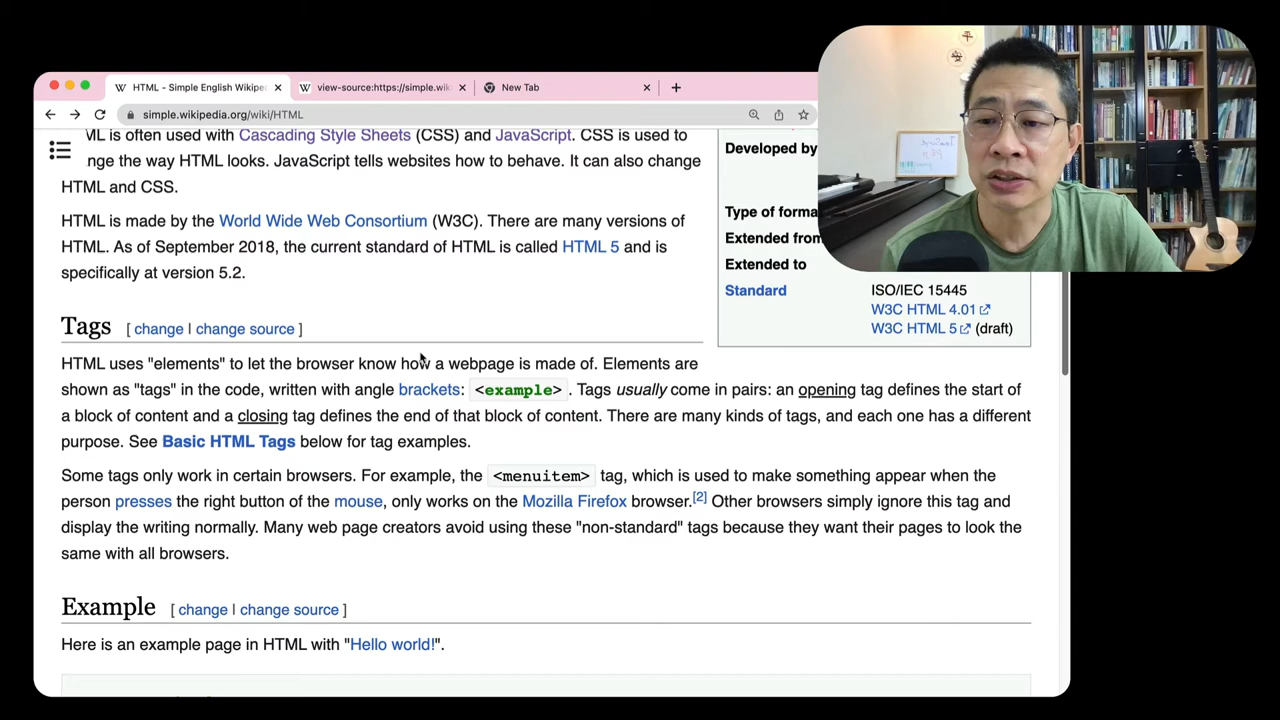 HTML - Simple English Wikipe
view-source:https://simple.wik
New Tab
simple.wikipedia.org/wiki/HTML
ML is often used with Cascading Style Sheets (CSS) and JavaScript. CSS is used to
nge the way HTML looks. JavaScript tells websites how to behave. It can also change
HTML and CSS.
HTML is made by the World Wide Web Consortium (W3C). There are many versions of
HTML. As of September 2018, the current standard of HTML is called HTML 5 and is
specifically at version 5.2.
Developed by
Type of forma
Extended from
Extended to
Standard
ISO/IEC 15445
W3C HTML 4.01
W3C HTML 5 (draft)
Tags [ change | change source ]
HTML uses "elements" to let the browser know how a webpage is made of. Elements are
shown as "tags" in the code, written with angle brackets: <example>. Tags usually come in pairs: an opening tag defines the start of
a block of content and a closing tag defines the end of that block of content. There are many kinds of tags, and each one has a different
purpose. See Basic HTML Tags below for tag examples.
Some tags only work in certain browsers. For example, the <menuitem> tag, which is used to make something appear when the
person presses the right button of the mouse, only works on the Mozilla Firefox browser.[2] Other browsers simply ignore this tag and
display the writing normally. Many web page creators avoid using these "non-standard" tags because they want their pages to look the
same with all browsers.
Example [ change | change source ]
Here is an example page in HTML with "Hello world!".